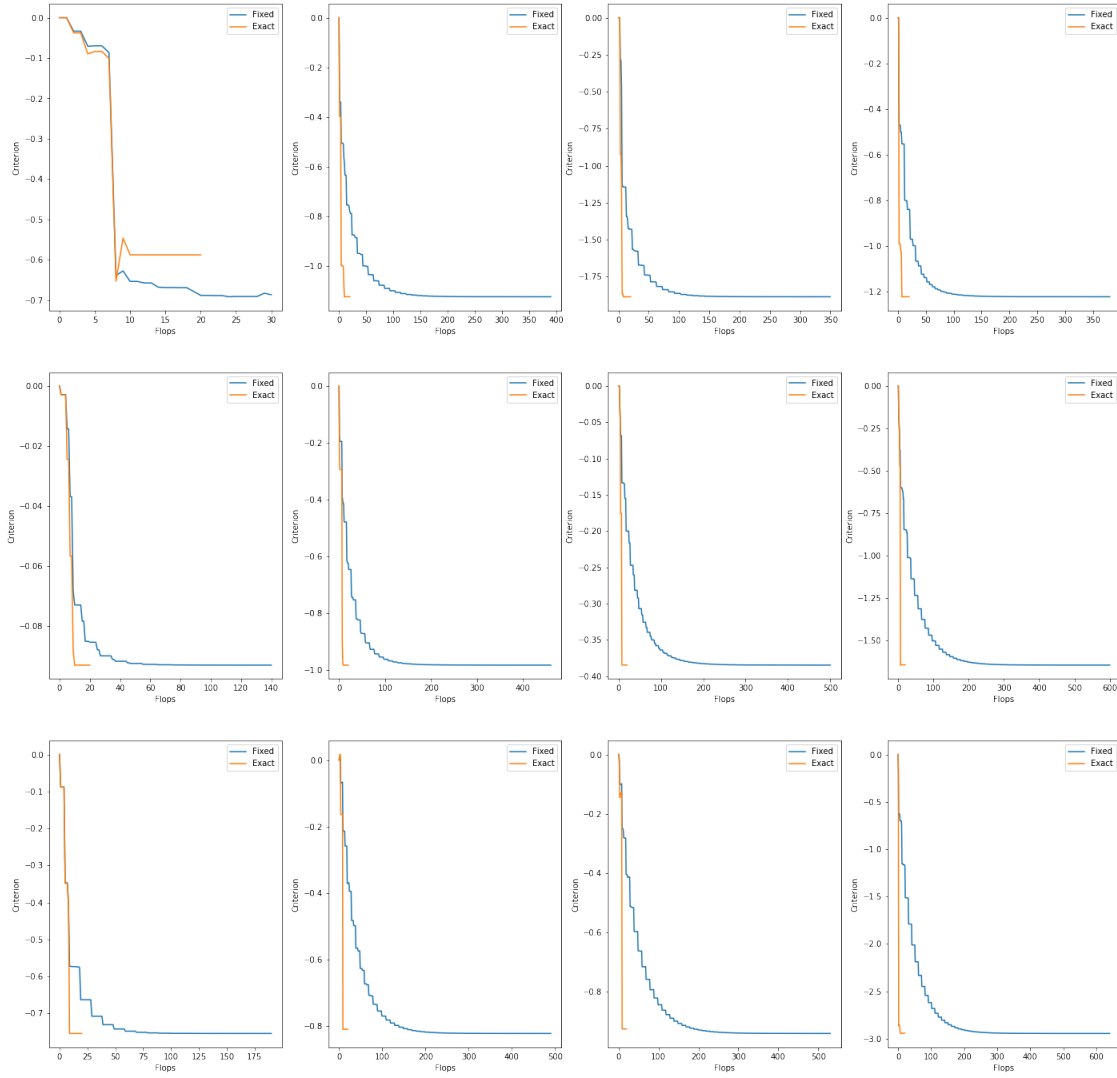 Fixed
Exact
0.0
−0.1
−0.2
−0.3
−0.4
−0.5
−0.6
−0.7
Criterion
0 5 10 15 20 25 30
Flops
Fixed
Exact
0.0
−0.2
−0.4
−0.6
−0.8
−1.0
Criterion
0 50 100 150 200 250 300 350 400
Flops
Fixed
Exact
0.00
−0.25
−0.50
−0.75
−1.00
−1.25
−1.50
−1.75
Criterion
0 50 100 150 200 250 300 350
Flops
Fixed
Exact
0.0
−0.2
−0.4
−0.6
−0.8
−1.0
−1.2
Criterion
0 50 100 150 200 250 300 350
Flops
Fixed
Exact
0.00
−0.02
−0.04
−0.06
−0.08
Criterion
0 20 40 60 80 100 120 140
Flops
Fixed
Exact
0.0
−0.2
−0.4
−0.6
−0.8
−1.0
Criterion
0 100 200 300 400
Flops
Fixed
Exact
0.00
−0.05
−0.10
−0.15
−0.20
−0.25
−0.30
−0.35
−0.40
Criterion
0 100 200 300 400 500
Flops
Fixed
Exact
0.00
−0.25
−0.50
−0.75
−1.00
−1.25
−1.50
Criterion
0 100 200 300 400 500 600
Flops
Fixed
Exact
0.0
−0.1
−0.2
−0.3
−0.4
−0.5
−0.6
−0.7
Criterion
0 25 50 75 100 125 150 175
Flops
Fixed
Exact
0.0
−0.2
−0.4
−0.6
−0.8
Criterion
0 100 200 300 400 500
Flops
Fixed
Exact
0.0
−0.2
−0.4
−0.6
−0.8
Criterion
0 100 200 300 400 500
Flops
Fixed
Exact
0.0
−0.5
−1.0
−1.5
−2.0
−2.5
−3.0
Criterion
0 100 200 300 400 500 600
Flops